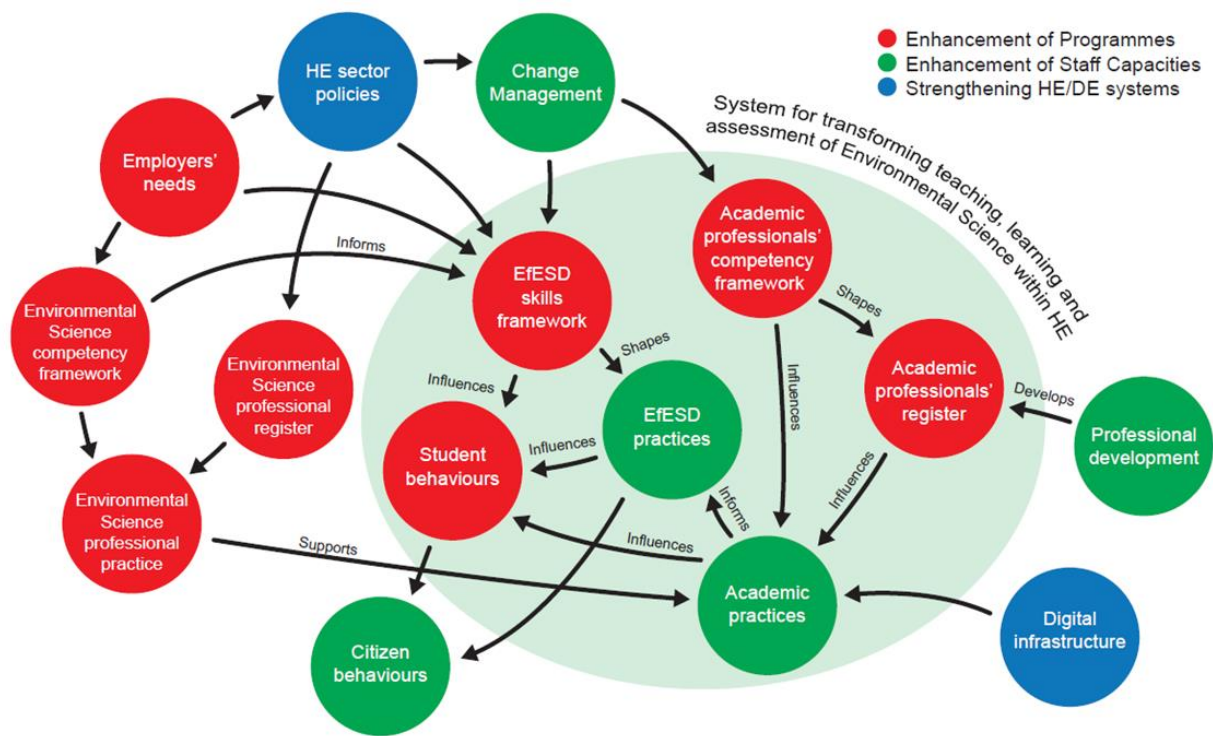 Enhancement of Programmes
Enhancement of Staff Capacities
Strengthening HE/DE systems
HE sector
policies
Change
Management
System for transforming teaching, learning and
assessment of Environmental Science within HE
Employers'
needs
Academic
professionals'
competency
framework
Informs
EfESD
skills
framework
Shapes
Environmental
Science
competency
framework
Environmental
Science
professional
register
Shapes
Influences
Influences
Academic
professionals'
register
Develops
Professional
development
EfESD
practices
Influences
Student
behaviours
Influences
Informs
Environmental
Science
professional
practice
Supports
Influences
Academic
practices
Digital
infrastructure
Citizen
behaviours